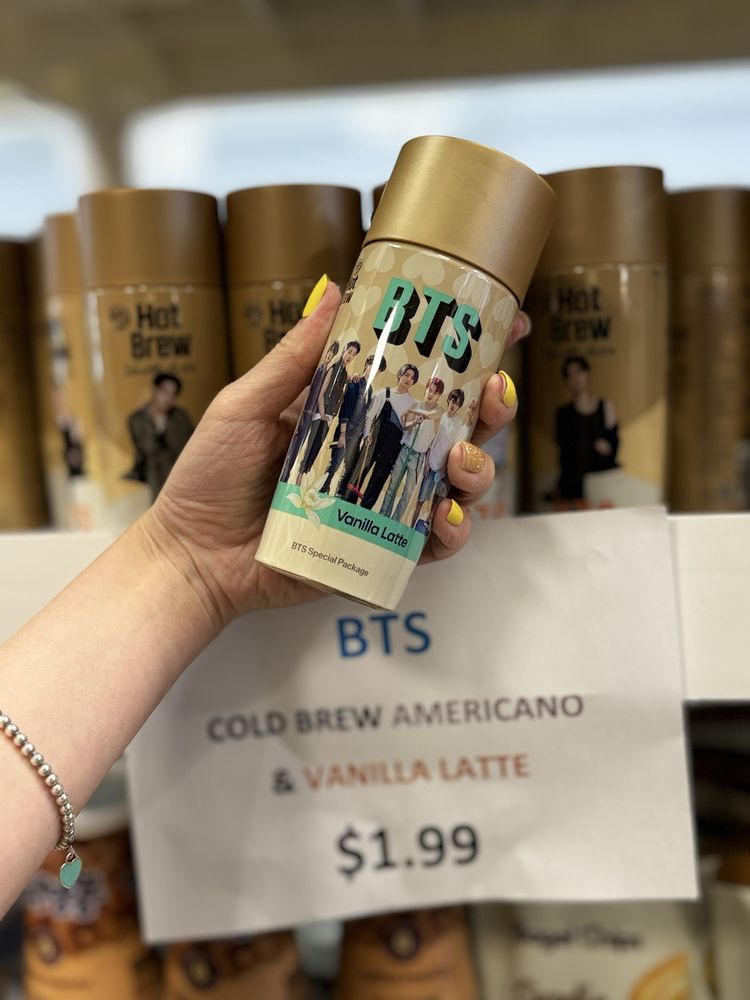 Hot
Brew
Hot
Brew
BTS
Vanilla Latte
BTS Special Package
BTS
COLD BREW AMERICANO
& VANILLA LATTE
$1.99